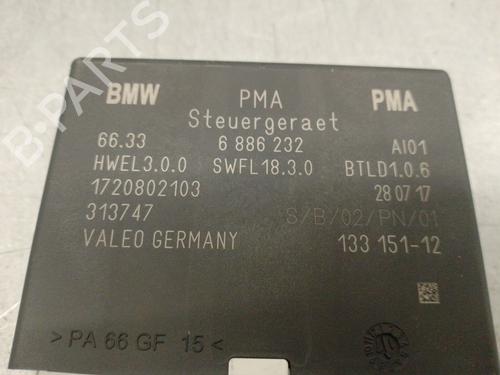 BMW PMA PMA
Steuergeraet
66.33 6 886 232 AI01
HWEL3.0.0 SWFL18.3.0 BTLD1.0.6
1720802103 28 07 17
313747 S/B/02/PN/01
VALEO GERMANY 133 151-12
>PA 66 GF 15<
B-PARTS